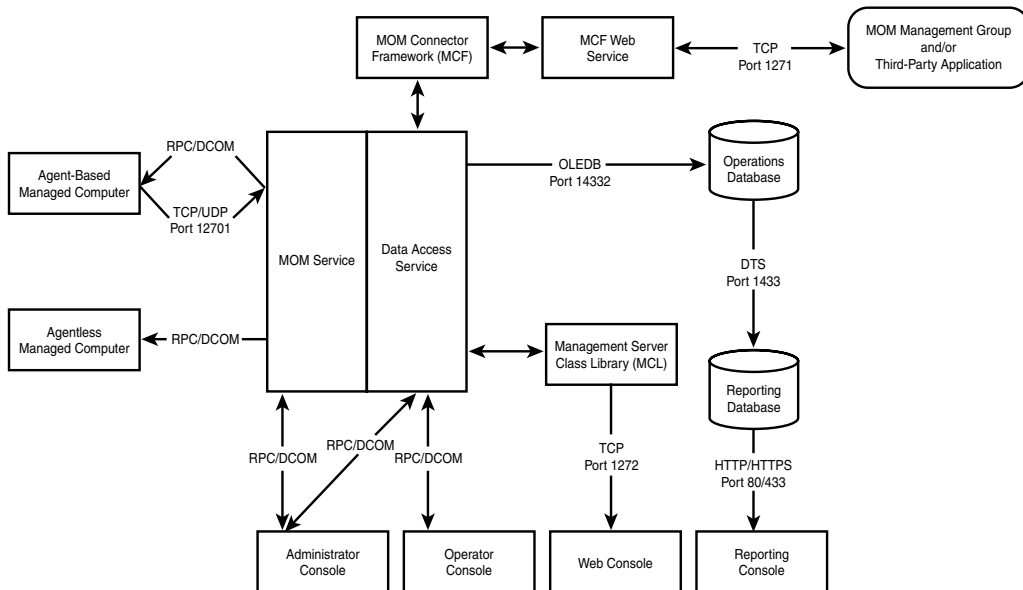 MOM Connector
Framework (MCF)
MCF Web
Service
TCP
Port 1271
MOM Management Group
and/or
Third-Party Application
RPC/DCOM
Agent-Based
Managed Computer
TCP/UDP
Port 12701
MOM Service
Data Access
Service
OLEDB
Port 14332
Operations
Database
DTS
Port 1433
Agentless
Managed Computer
RPC/DCOM
Management Server
Class Library (MCL)
Reporting
Database
RPC/DCOM
RPC/DCOM
RPC/DCOM
TCP
Port 1272
HTTP/HTTPS
Port 80/433
Administrator
Console
Operator
Console
Web Console
Reporting
Console